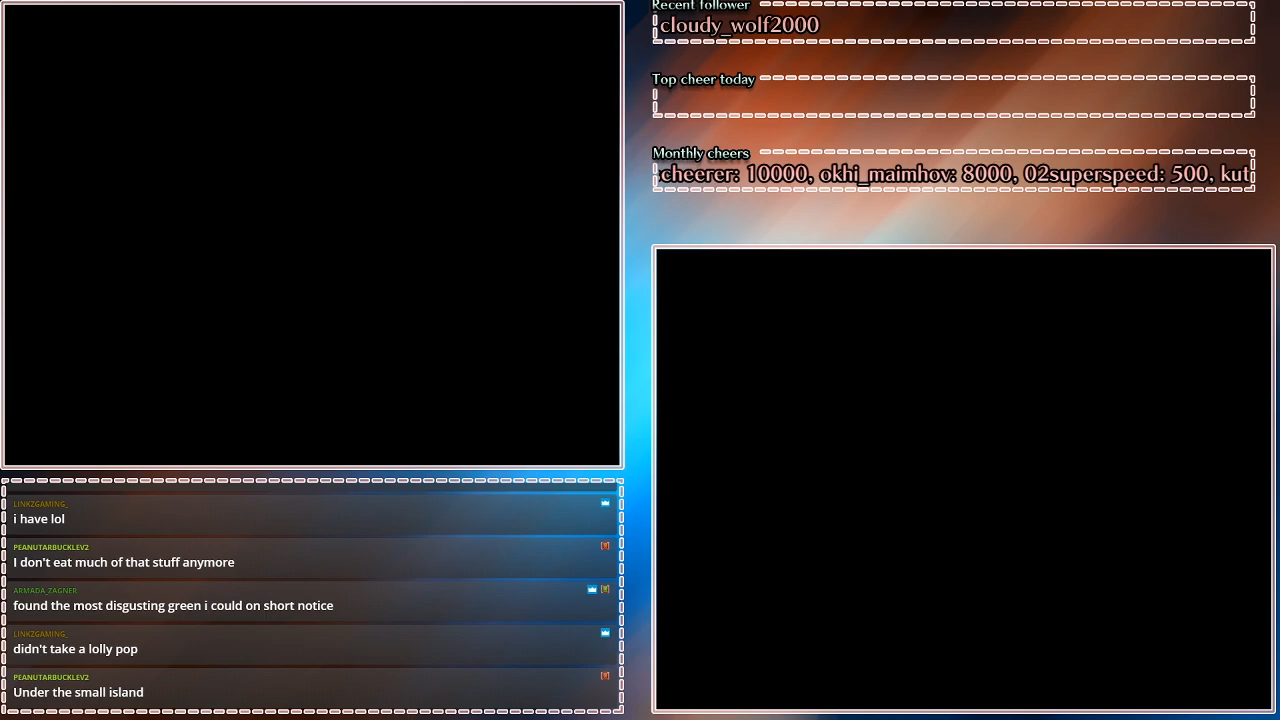 Recent follower
cloudy_wolf2000
Top cheer today
Monthly cheers
cheerer: 10000, okhi_maimhov: 8000, 02superspeed: 500, kut
LINKZGAMING_
i have lol
PEANUTARBUCKLEV2
I don't eat much of that stuff anymore
ARMADA_ZAGNER
found the most disgusting green i could on short notice
LINKZGAMING_
didn't take a lolly pop
PEANUTARBUCKLEV2
Under the small island